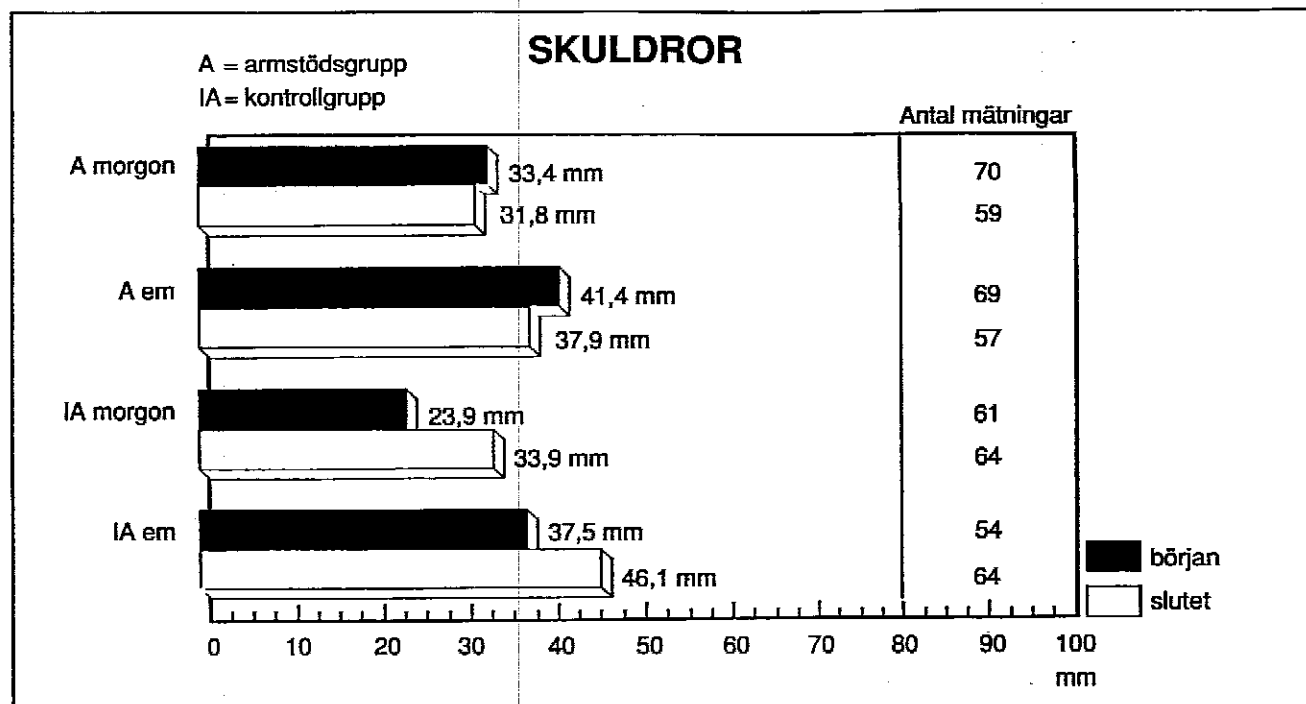 SKULDROR
A = armstödsgrupp
IA = kontrollgrupp
Antal mätningar
A morgon
33,4 mm
70
31,8 mm
59
A em
41,4 mm
69
37,9 mm
57
IA morgon
23,9 mm
61
33,9 mm
64
IA em
37,5 mm
54
46,1 mm
64
början
slutet
0 10 20 30 40 50 60 70 80 90 100
mm